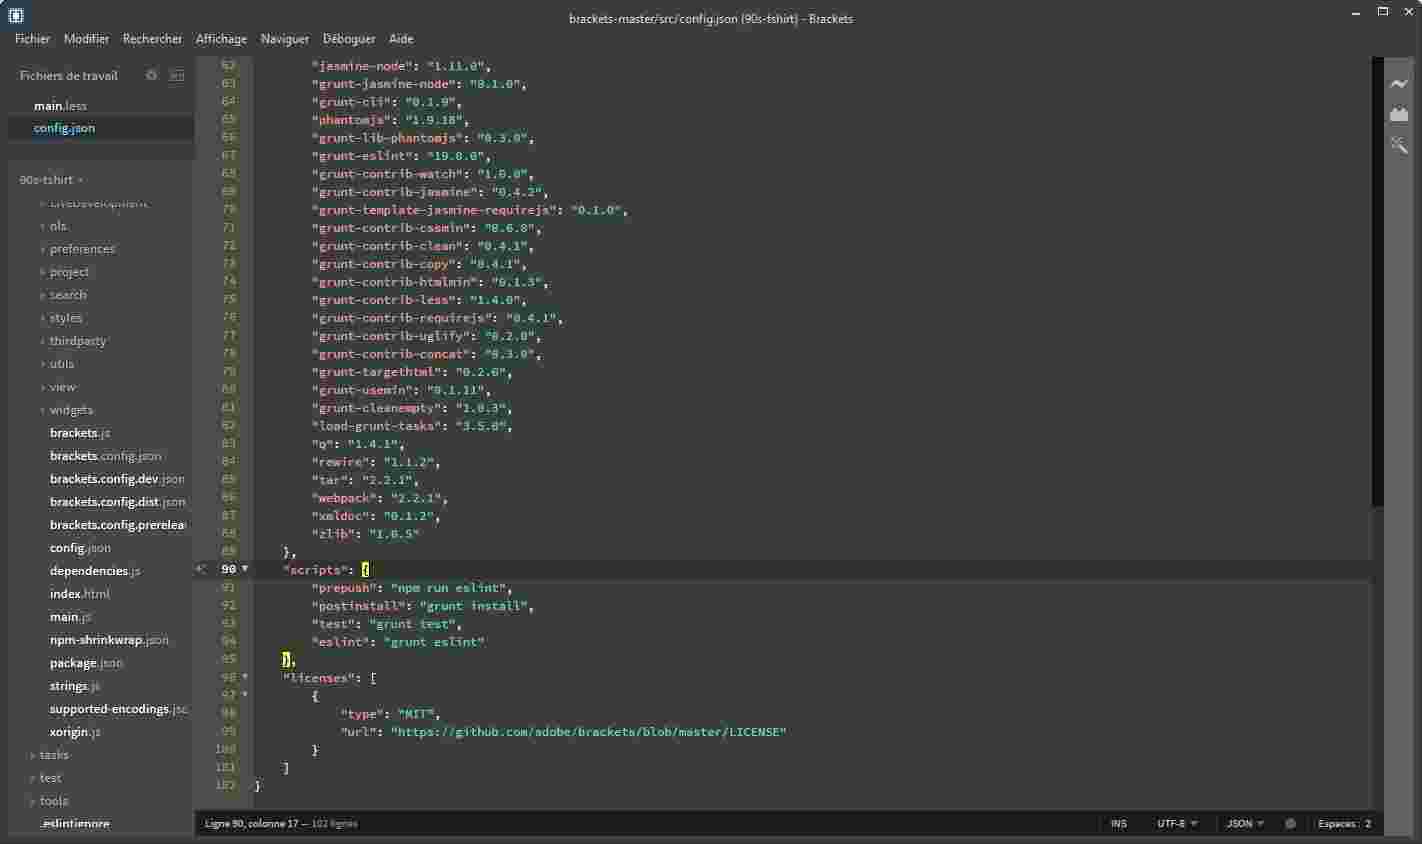 brackets-master/src/config.json (90s-tshirt) - Brackets
Fichier Modifier Rechercher Affichage Naviguer Déboguer Aide
Fichiers de travail
main.less
config.json
90s-tshirt
LiveDevelopment
nls
preferences
project
search
styles
thirdparty
utils
view
widgets
brackets.js
brackets.config.json
brackets.config.dev.json
brackets.config.dist.json
brackets.config.prerelea
config.json
dependencies.js
index.html
main.js
npm-shrinkwrap.json
package.json
strings.js
supported-encodings.jsc
xorigin.js
tasks
test
tools
.eslintignore
62 "jasmine-node": "1.11.0",
63 "grunt-jasmine-node": "0.1.0",
64 "grunt-cli": "0.1.9",
65 "phantomjs": "1.9.18",
66 "grunt-lib-phantomjs": "0.3.0",
67 "grunt-eslint": "19.0.0",
68 "grunt-contrib-watch": "1.0.0",
69 "grunt-contrib-jasmine": "0.4.2",
70 "grunt-template-jasmine-requirejs": "0.1.0",
71 "grunt-contrib-cssmin": "0.6.0",
72 "grunt-contrib-clean": "0.4.1",
73 "grunt-contrib-copy": "0.4.1",
74 "grunt-contrib-htmlmin": "0.1.3",
75 "grunt-contrib-less": "1.4.0",
76 "grunt-contrib-requirejs": "0.4.1",
77 "grunt-contrib-uglify": "0.2.0",
78 "grunt-contrib-concat": "0.3.0",
79 "grunt-targethtml": "0.2.6",
80 "grunt-usemin": "0.1.11",
81 "grunt-cleanempty": "1.0.3",
82 "load-grunt-tasks": "3.5.0",
83 "q": "1.4.1",
84 "rewire": "1.1.2",
85 "tar": "2.2.1",
86 "webpack": "2.2.1",
87 "xmldoc": "0.1.2",
88 "zlib": "1.0.5"
89 },
90 "scripts": {
91 "prepush": "npm run eslint",
92 "postinstall": "grunt install",
93 "test": "grunt test",
94 "eslint": "grunt eslint"
95 },
96 "licenses": [
97 {
98 "type": "MIT",
99 "url": "https://github.com/adobe/brackets/blob/master/LICENSE"
100 }
101 ]
102 }
Ligne 90, colonne 17 — 102 lignes INS UTF-8 JSON Espaces : 2